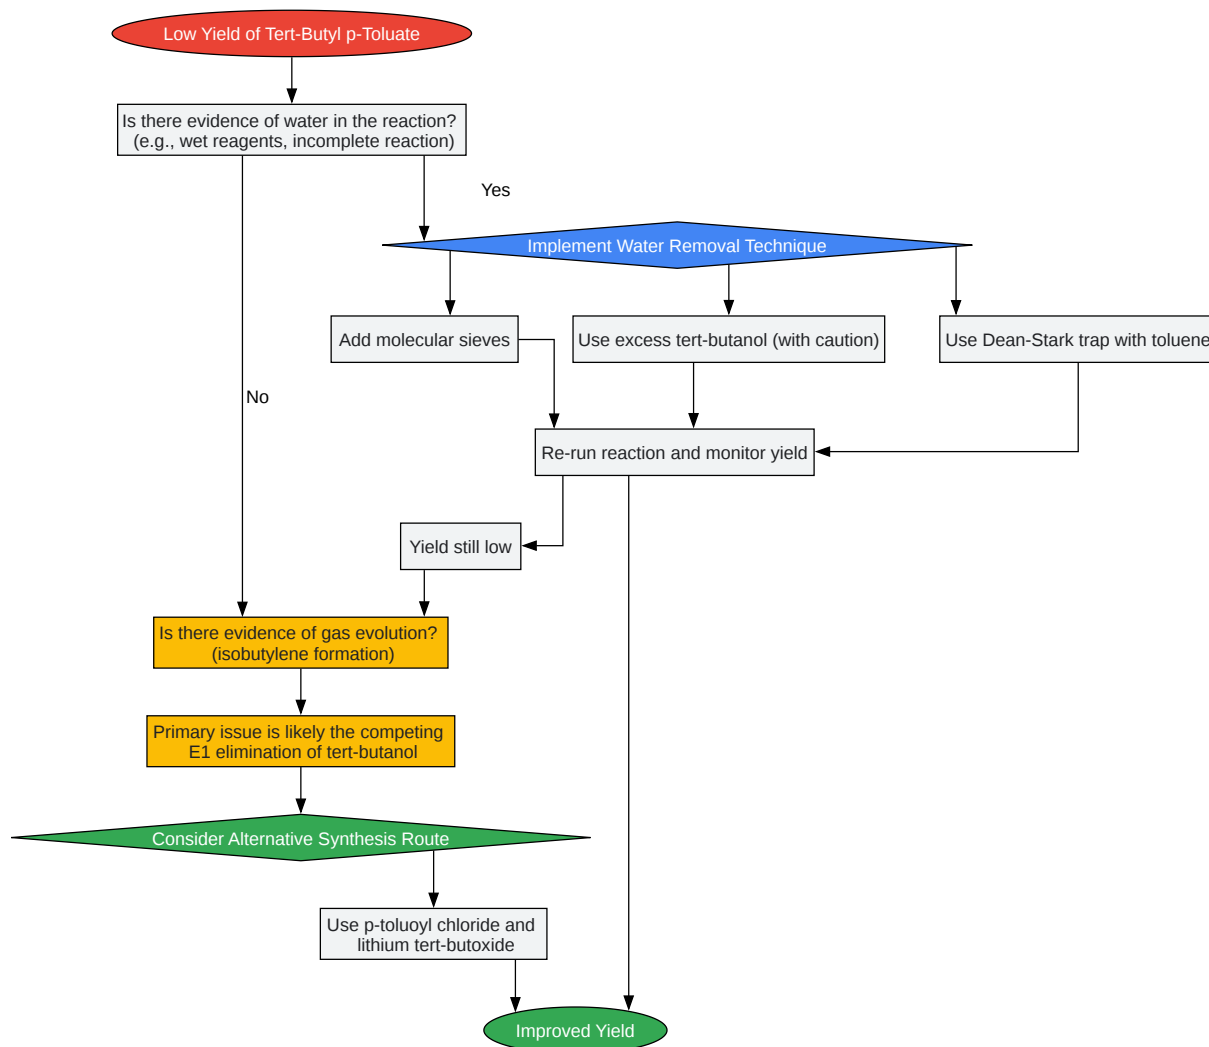 Low Yield of Tert-Butyl p-Toluate
Is there evidence of water in the reaction?
(e.g., wet reagents, incomplete reaction)
Yes
Implement Water Removal Technique
Add molecular sieves
Use excess tert-butanol (with caution)
Use Dean-Stark trap with toluene
No
Re-run reaction and monitor yield
Yield still low
Is there evidence of gas evolution?
(isobutylene formation)
Primary issue is likely the competing
E1 elimination of tert-butanol
Consider Alternative Synthesis Route
Use p-toluoyl chloride and
lithium tert-butoxide
Improved Yield